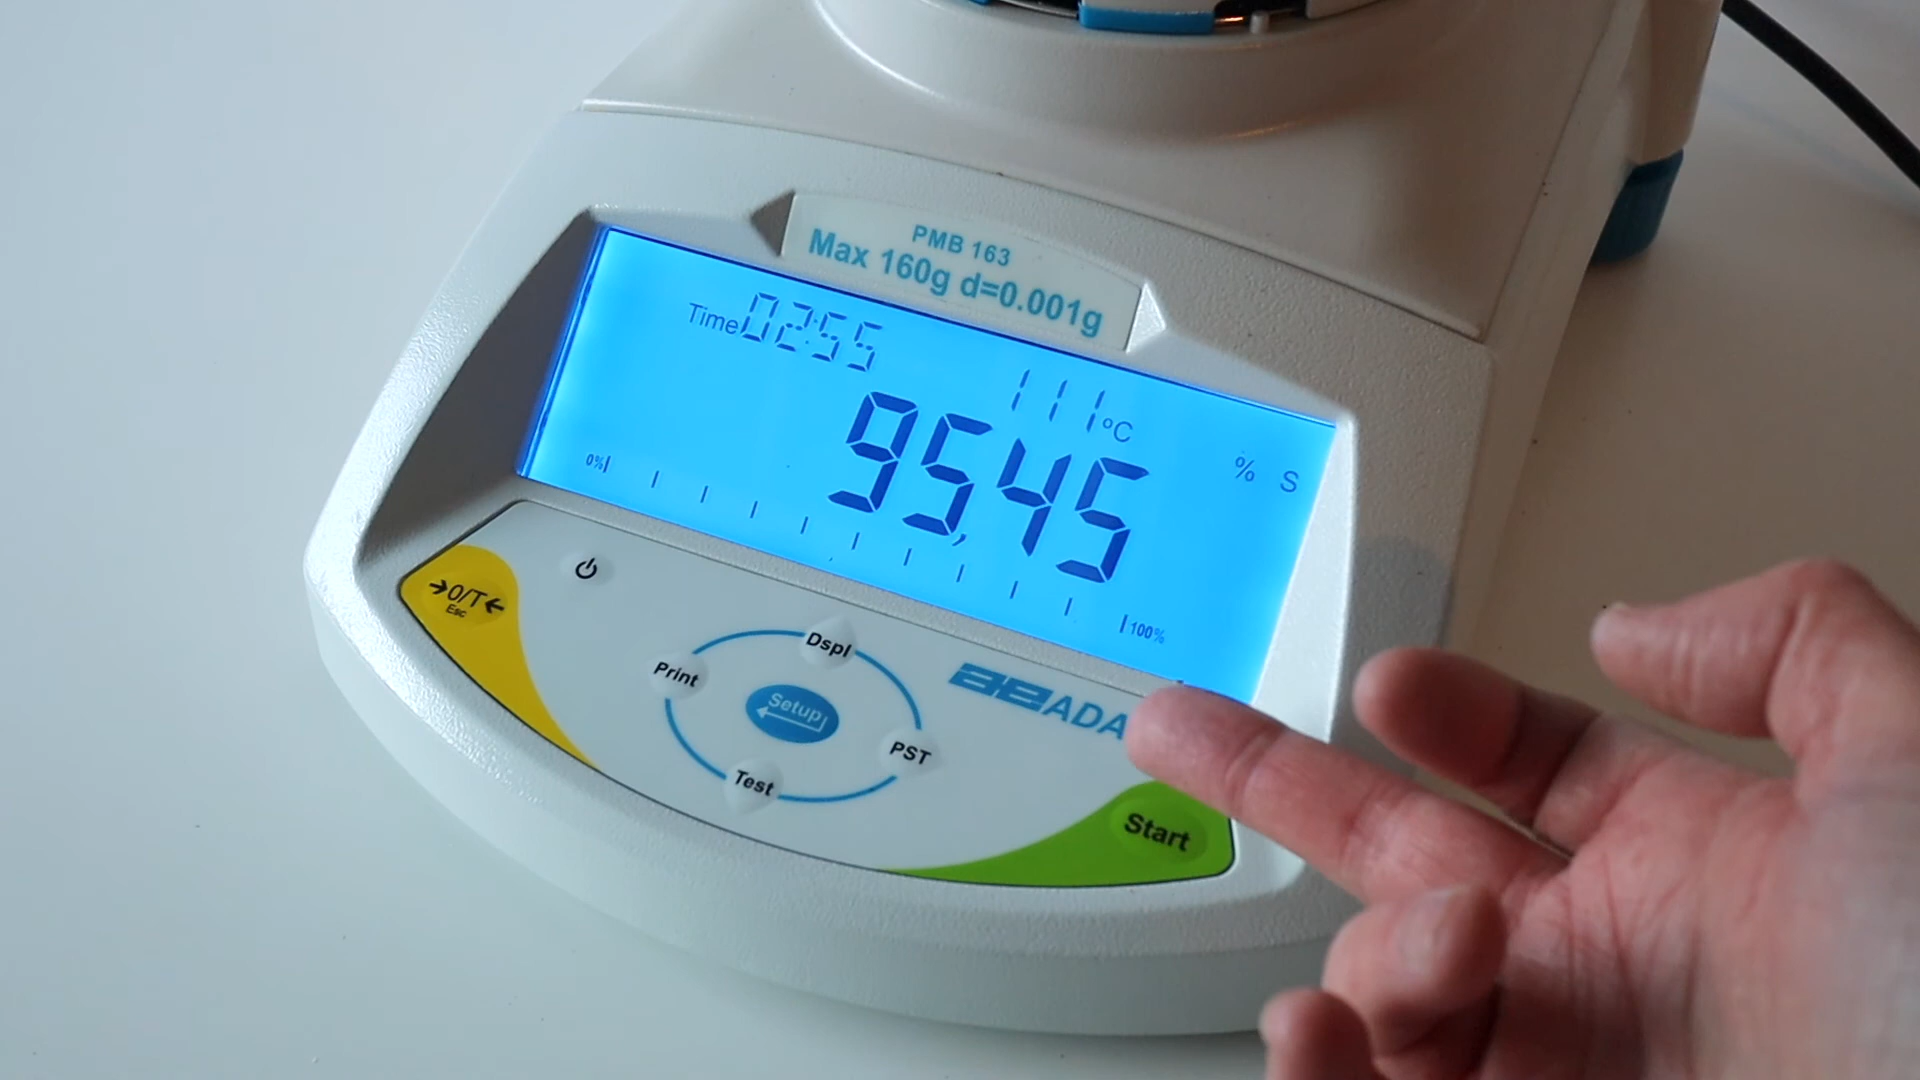 PMB 163
Max 160g d=0.001g
Time 02:55
111 °C
95,45 % S
0%
100%
→0/T←
Esc
Dspl
Print
Setup
PST
Test
ADA
Start